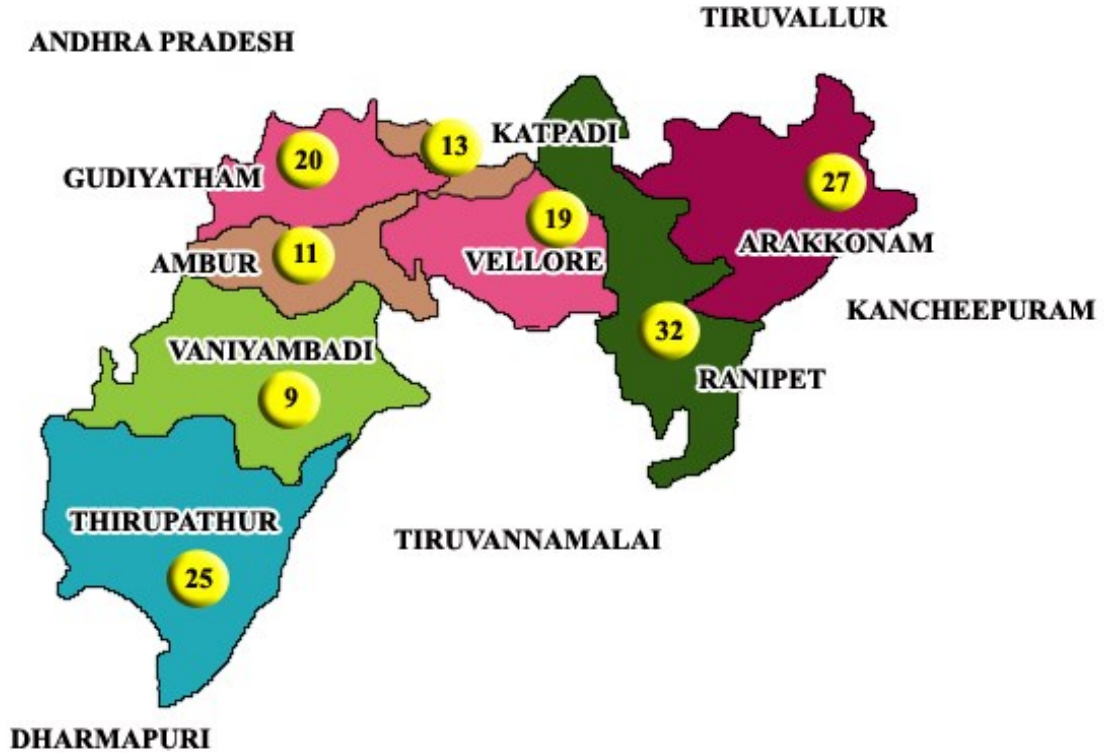 TIRUVALLUR
ANDHRA PRADESH
KATPADI
13
20
GUDIYATHAM
27
19
ARAKKONAM
11
AMBUR
VELLORE
KANCHEEPURAM
32
VANIYAMBADI
RANIPET
9
THIRUPATHUR
TIRUVANNAMALAI
25
DHARMAPURI